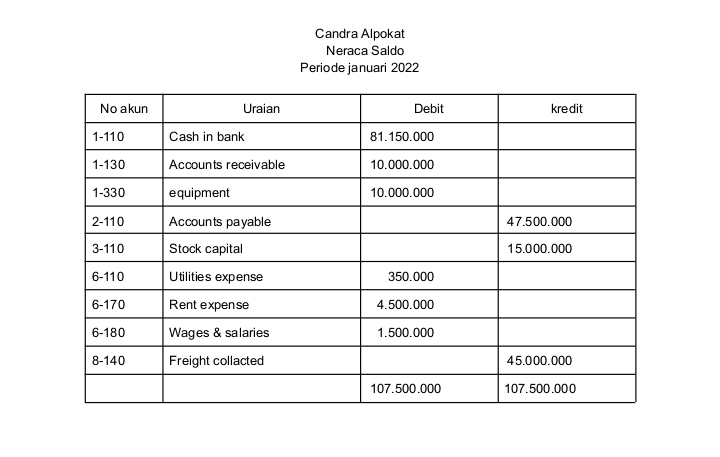 Candra Alpokat
Neraca Saldo
Periode januari 2022
No akun Uraian Debit kredit
1-110 Cash in bank 81.150.000
1-130 Accounts receivable 10.000.000
1-330 equipment 10.000.000
2-110 Accounts payable 47.500.000
3-110 Stock capital 15.000.000
6-110 Utilities expense 350.000
6-170 Rent expense 4.500.000
6-180 Wages & salaries 1.500.000
8-140 Freight collacted 45.000.000
107.500.000 107.500.000